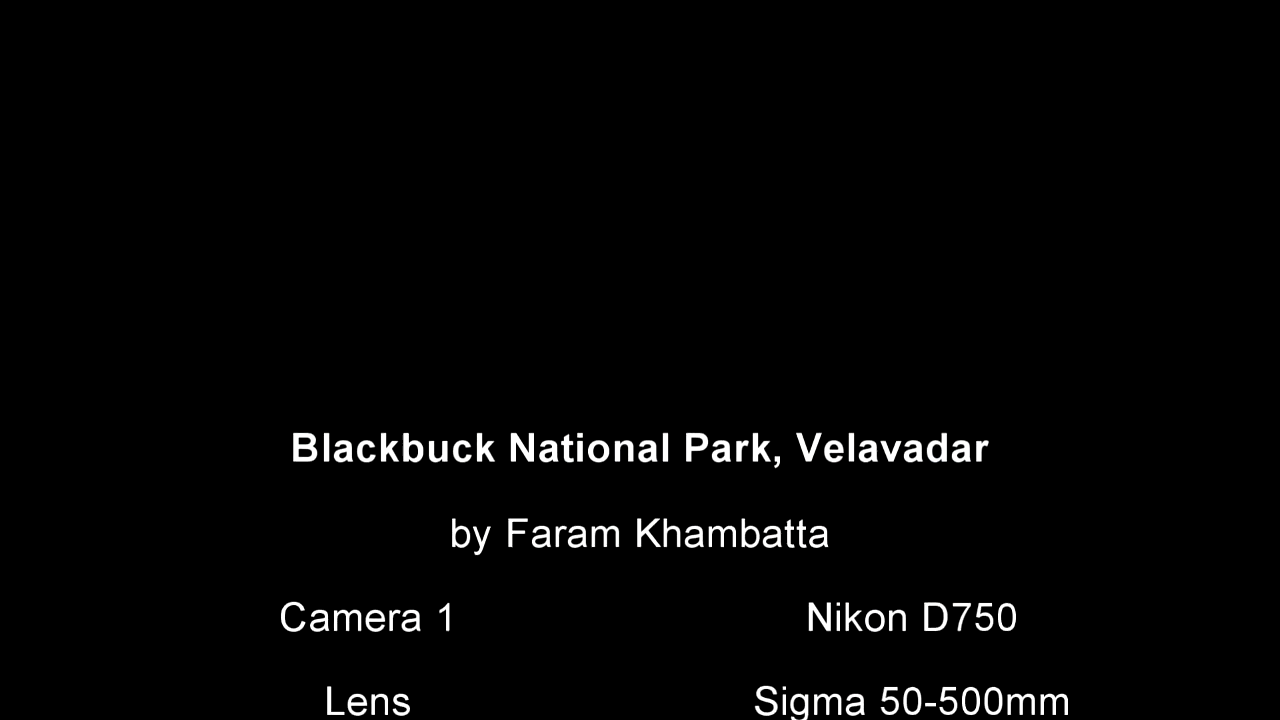 Blackbuck National Park, Velavadar
by Faram Khambatta
Camera 1 Nikon D750
Lens Sigma 50-500mm